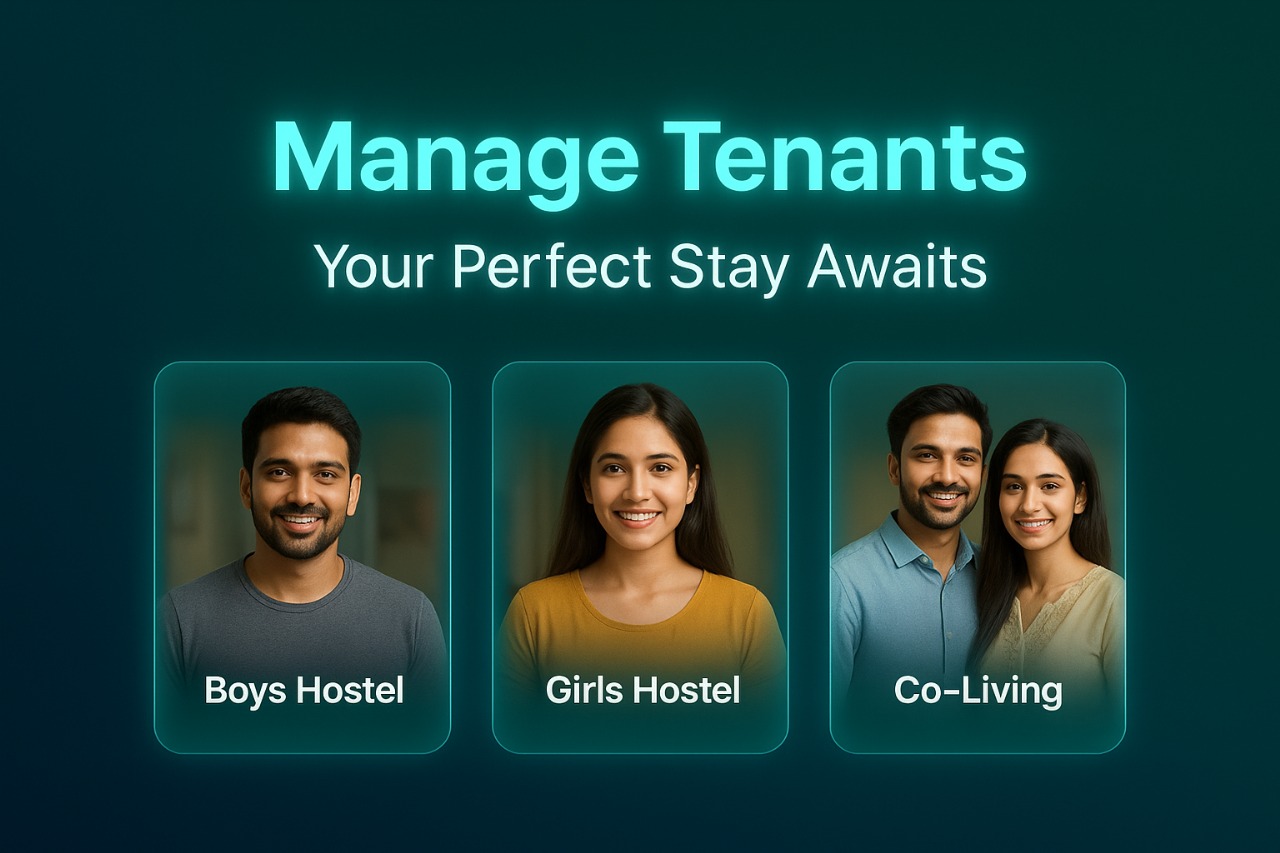 Manage Tenants
Your Perfect Stay Awaits
Boys Hostel
Girls Hostel
Co-Living